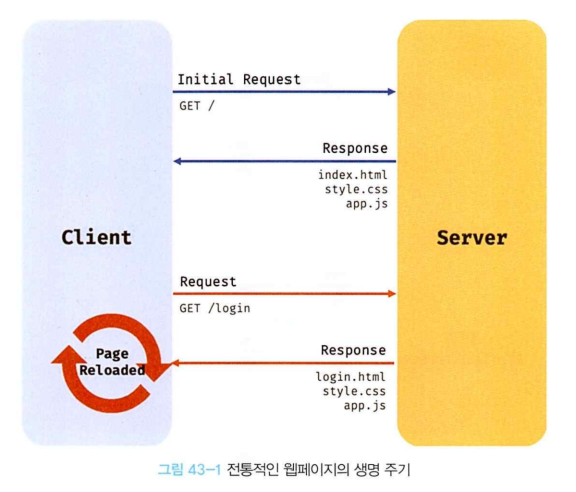 Initial Request
GET /
Response
index.html
style.css
app.js
Client
Server
Request
GET /login
Page
Reloaded
Response
login.html
style.css
app.js
그림 43-1 전통적인 웹페이지의 생명 주기